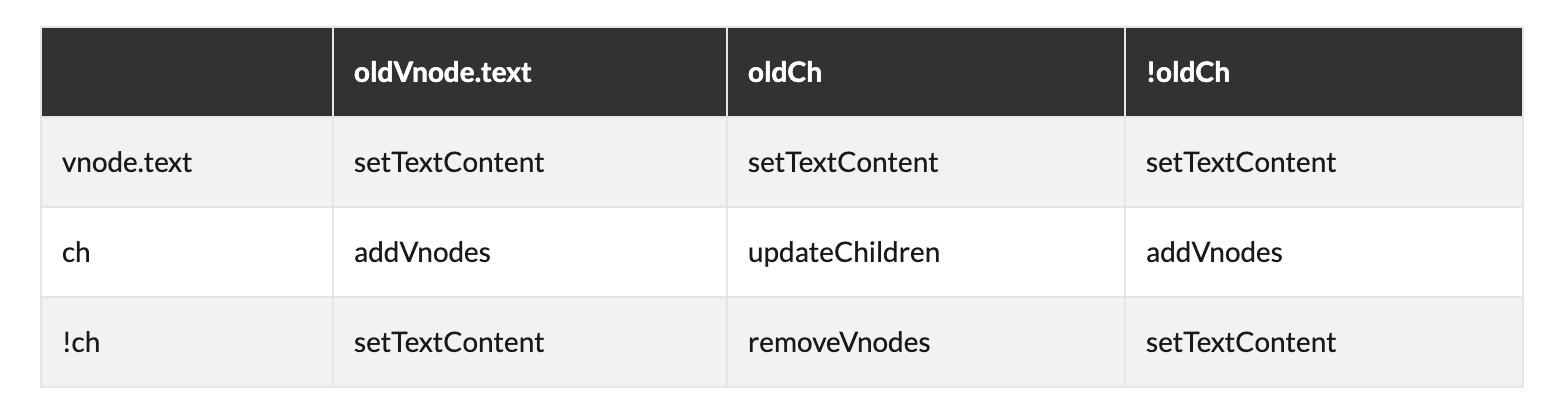 oldVnode.text oldCh !oldCh
vnode.text setTextContent setTextContent setTextContent
ch addVnodes updateChildren addVnodes
!ch setTextContent removeVnodes setTextContent